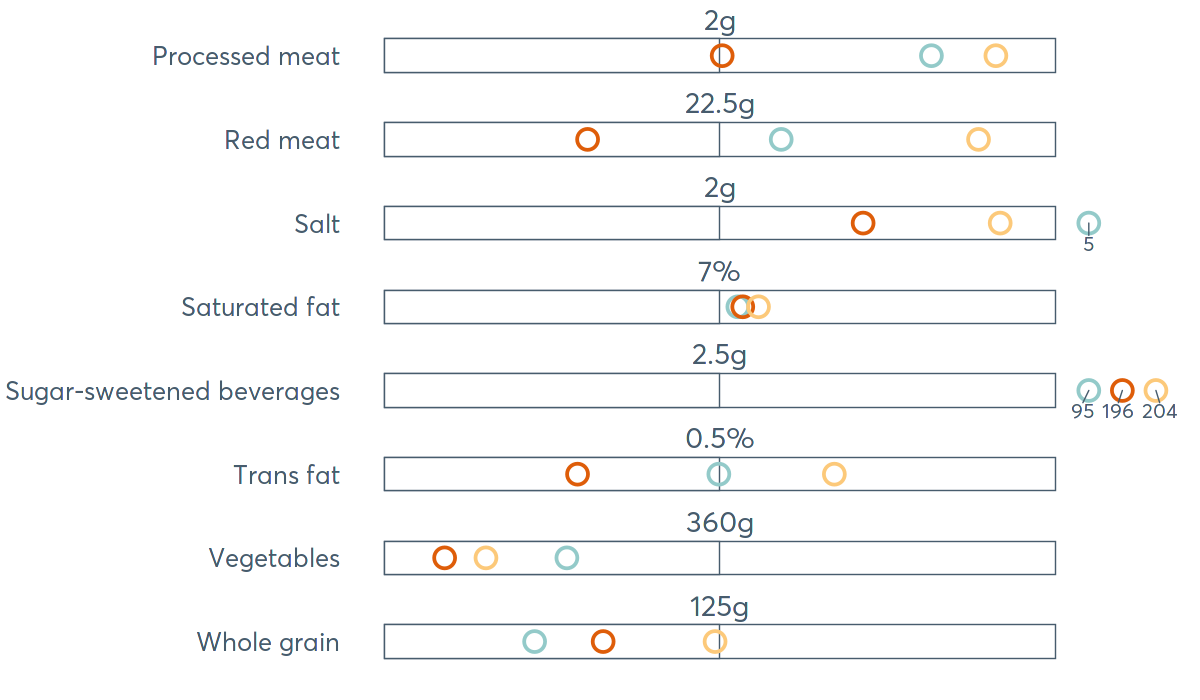 2g
Processed meat
22.5g
Red meat
2g
Salt
5
7%
Saturated fat
2.5g
Sugar-sweetened beverages
95 196 204
0.5%
Trans fat
360g
Vegetables
125g
Whole grain